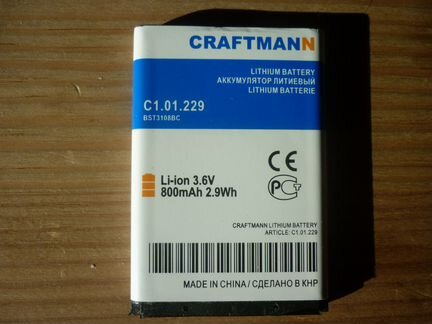 CRAFTMANN
LITHIUM BATTERY
АККУМУЛЯТОР ЛИТИЕВЫЙ
LITHIUM BATTERIE
C1.01.229
BST3108BC
CE
Li-ion 3.6V
800mAh 2.9Wh
РСТ
CRAFTMANN LITHIUM BATTERY
ARTICLE: C1.01.229
MADE IN CHINA / СДЕЛАНО В КНР